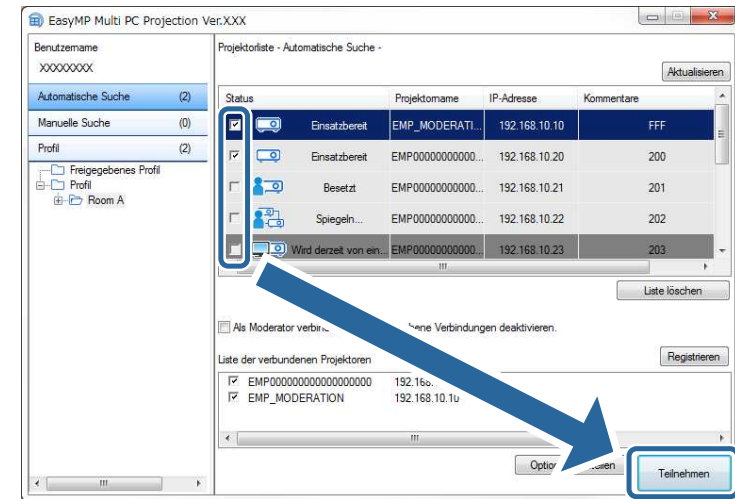 EasyMP Multi PC Projection Ver.X.XX
Benutzername
XXXXXXXX
Automatische Suche (2)
Manuelle Suche (0)
Profil (2)
Freigegebenes Profil
Profil
Room A
Projektorliste - Automatische Suche -
Aktualisieren
Status Projektorname IP-Adresse Kommentare
Einsatzbereit EMP_MODERATI... 192.168.10.10 FFF
Einsatzbereit EMP00000000000... 192.168.10.20 200
Besetzt EMP00000000000... 192.168.10.21 201
Spiegeln... EMP00000000000... 192.168.10.22 202
Wird derzeit von ein... EMP00000000000... 192.168.10.23 203
Liste löschen
Als Moderator Verbindungen deaktivieren.
Liste der verbundenen Projektoren
Registrieren
EMP000000000000000000 192.168.
EMP_MODERATION 192.168.10.10
Teilnehmen